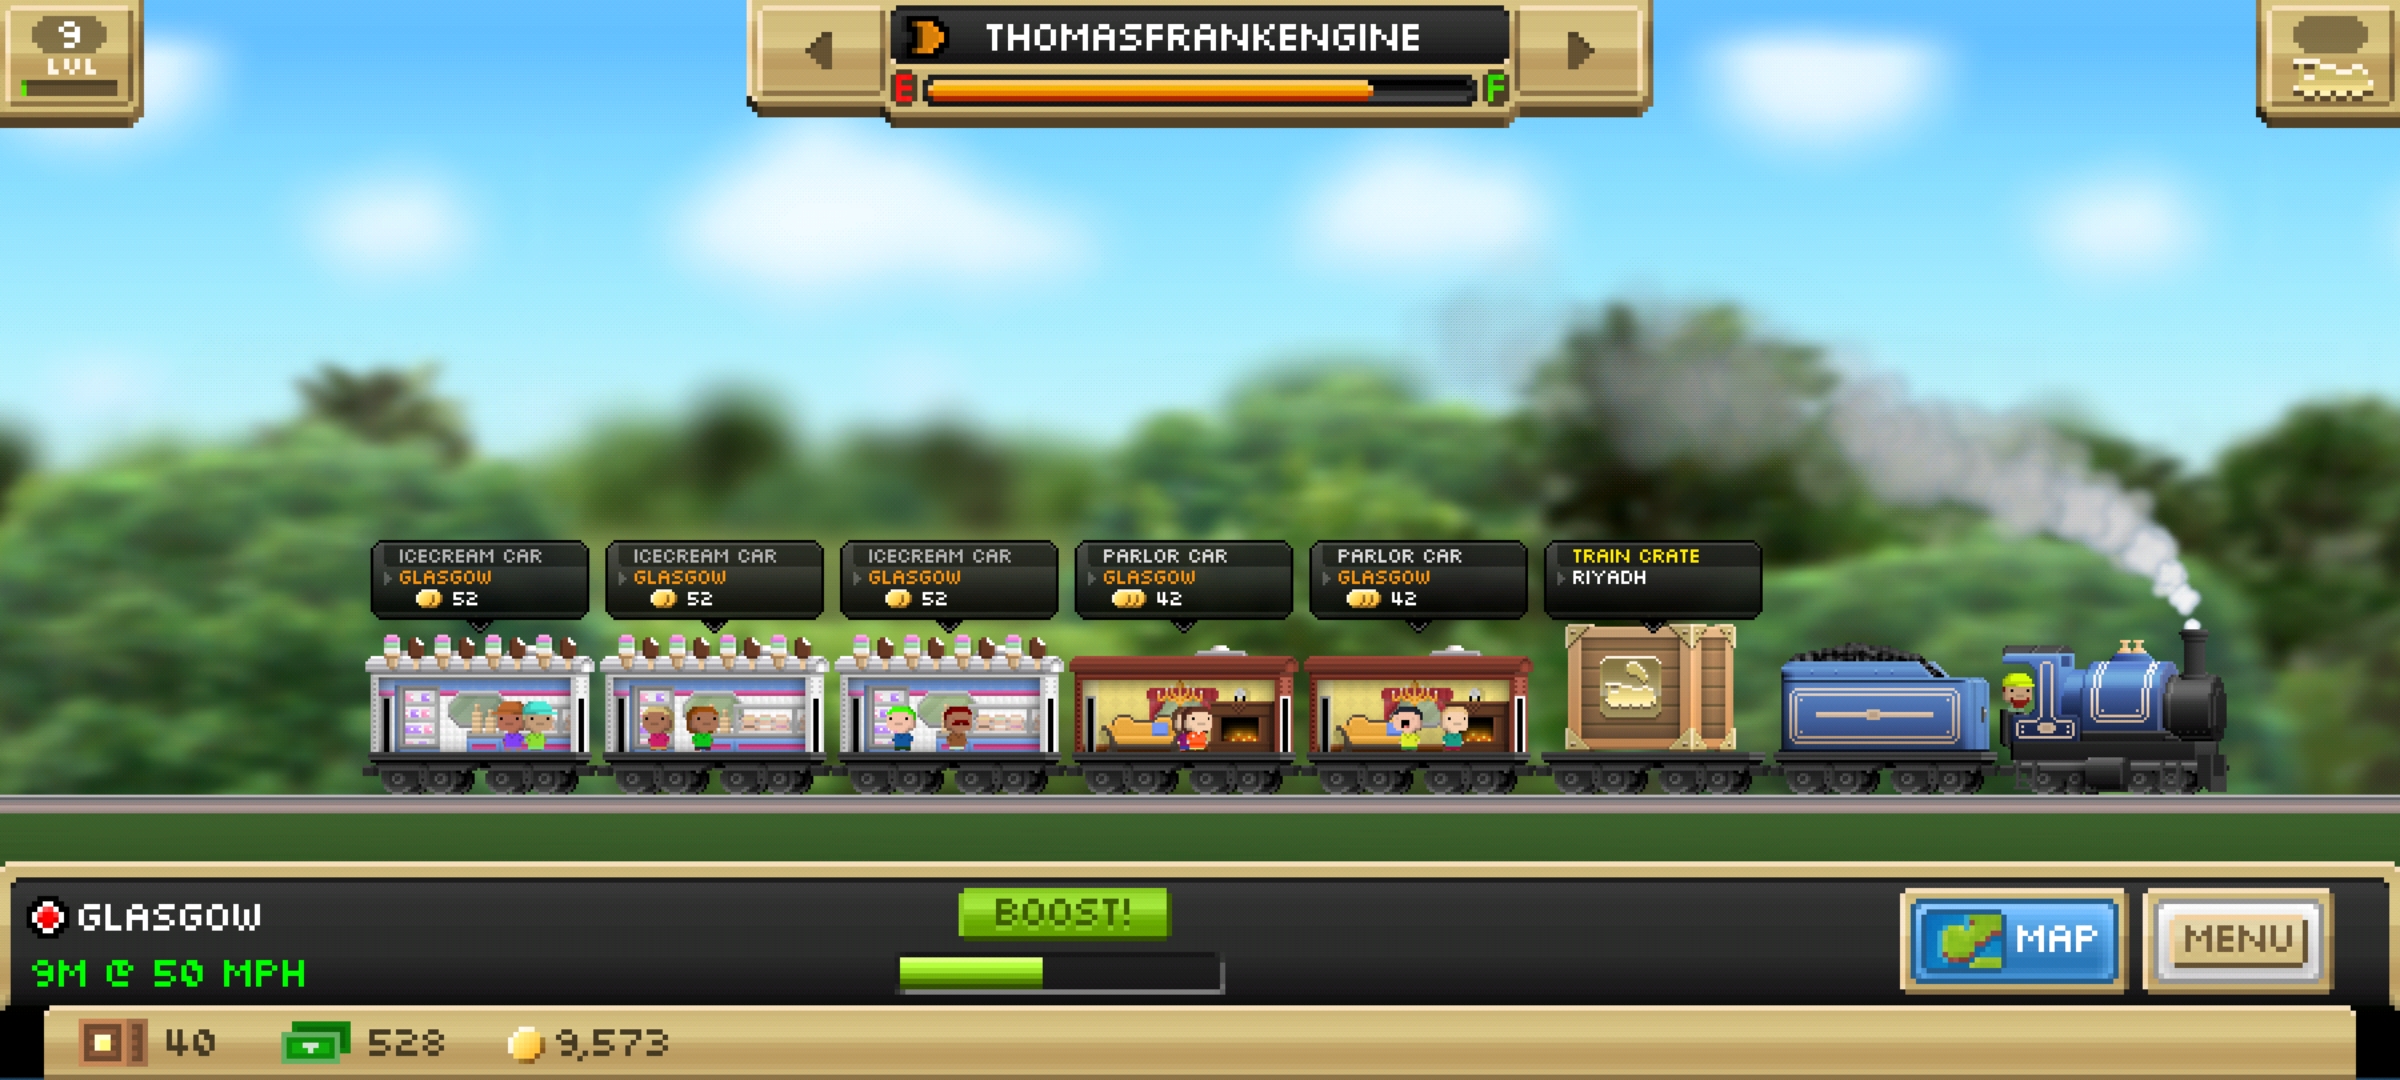 9
LVL
THOMASFRANKENGINE
E
F
ICECREAM CAR
GLASGOW
52
ICECREAM CAR
GLASGOW
52
ICECREAM CAR
GLASGOW
52
PARLOR CAR
GLASGOW
42
PARLOR CAR
GLASGOW
42
TRAIN CRATE
RIYADH
GLASGOW
9M @ 50 MPH
BOOST!
MAP
MENU
40
528
9,573